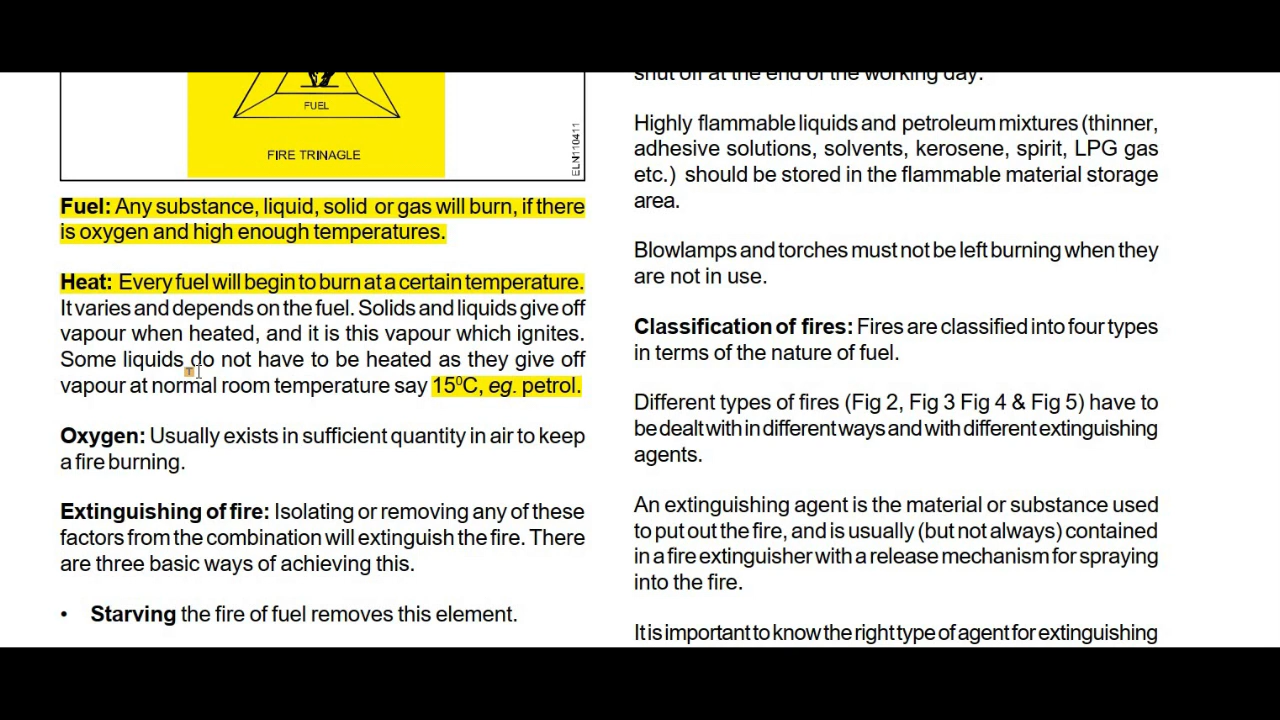 FUEL
FIRE TRINAGLE
ELN110411
Fuel: Any substance, liquid, solid or gas will burn, if there
is oxygen and high enough temperatures.
Heat: Every fuel will begin to burn at a certain temperature.
It varies and depends on the fuel. Solids and liquids give off
vapour when heated, and it is this vapour which ignites.
Some liquids do not have to be heated as they give off
vapour at normal room temperature say 15⁰C, eg. petrol.
Oxygen: Usually exists in sufficient quantity in air to keep
a fire burning.
Extinguishing of fire: Isolating or removing any of these
factors from the combination will extinguish the fire. There
are three basic ways of achieving this.
• Starving the fire of fuel removes this element.
shut off at the end of the working day.
Highly flammable liquids and petroleum mixtures (thinner,
adhesive solutions, solvents, kerosene, spirit, LPG gas
etc.) should be stored in the flammable material storage
area.
Blowlamps and torches must not be left burning when they
are not in use.
Classification of fires: Fires are classified into four types
in terms of the nature of fuel.
Different types of fires (Fig 2, Fig 3 Fig 4 & Fig 5) have to
be dealt with in different ways and with different extinguishing
agents.
An extinguishing agent is the material or substance used
to put out the fire, and is usually (but not always) contained
in a fire extinguisher with a release mechanism for spraying
into the fire.
It is important to know the right type of agent for extinguishing